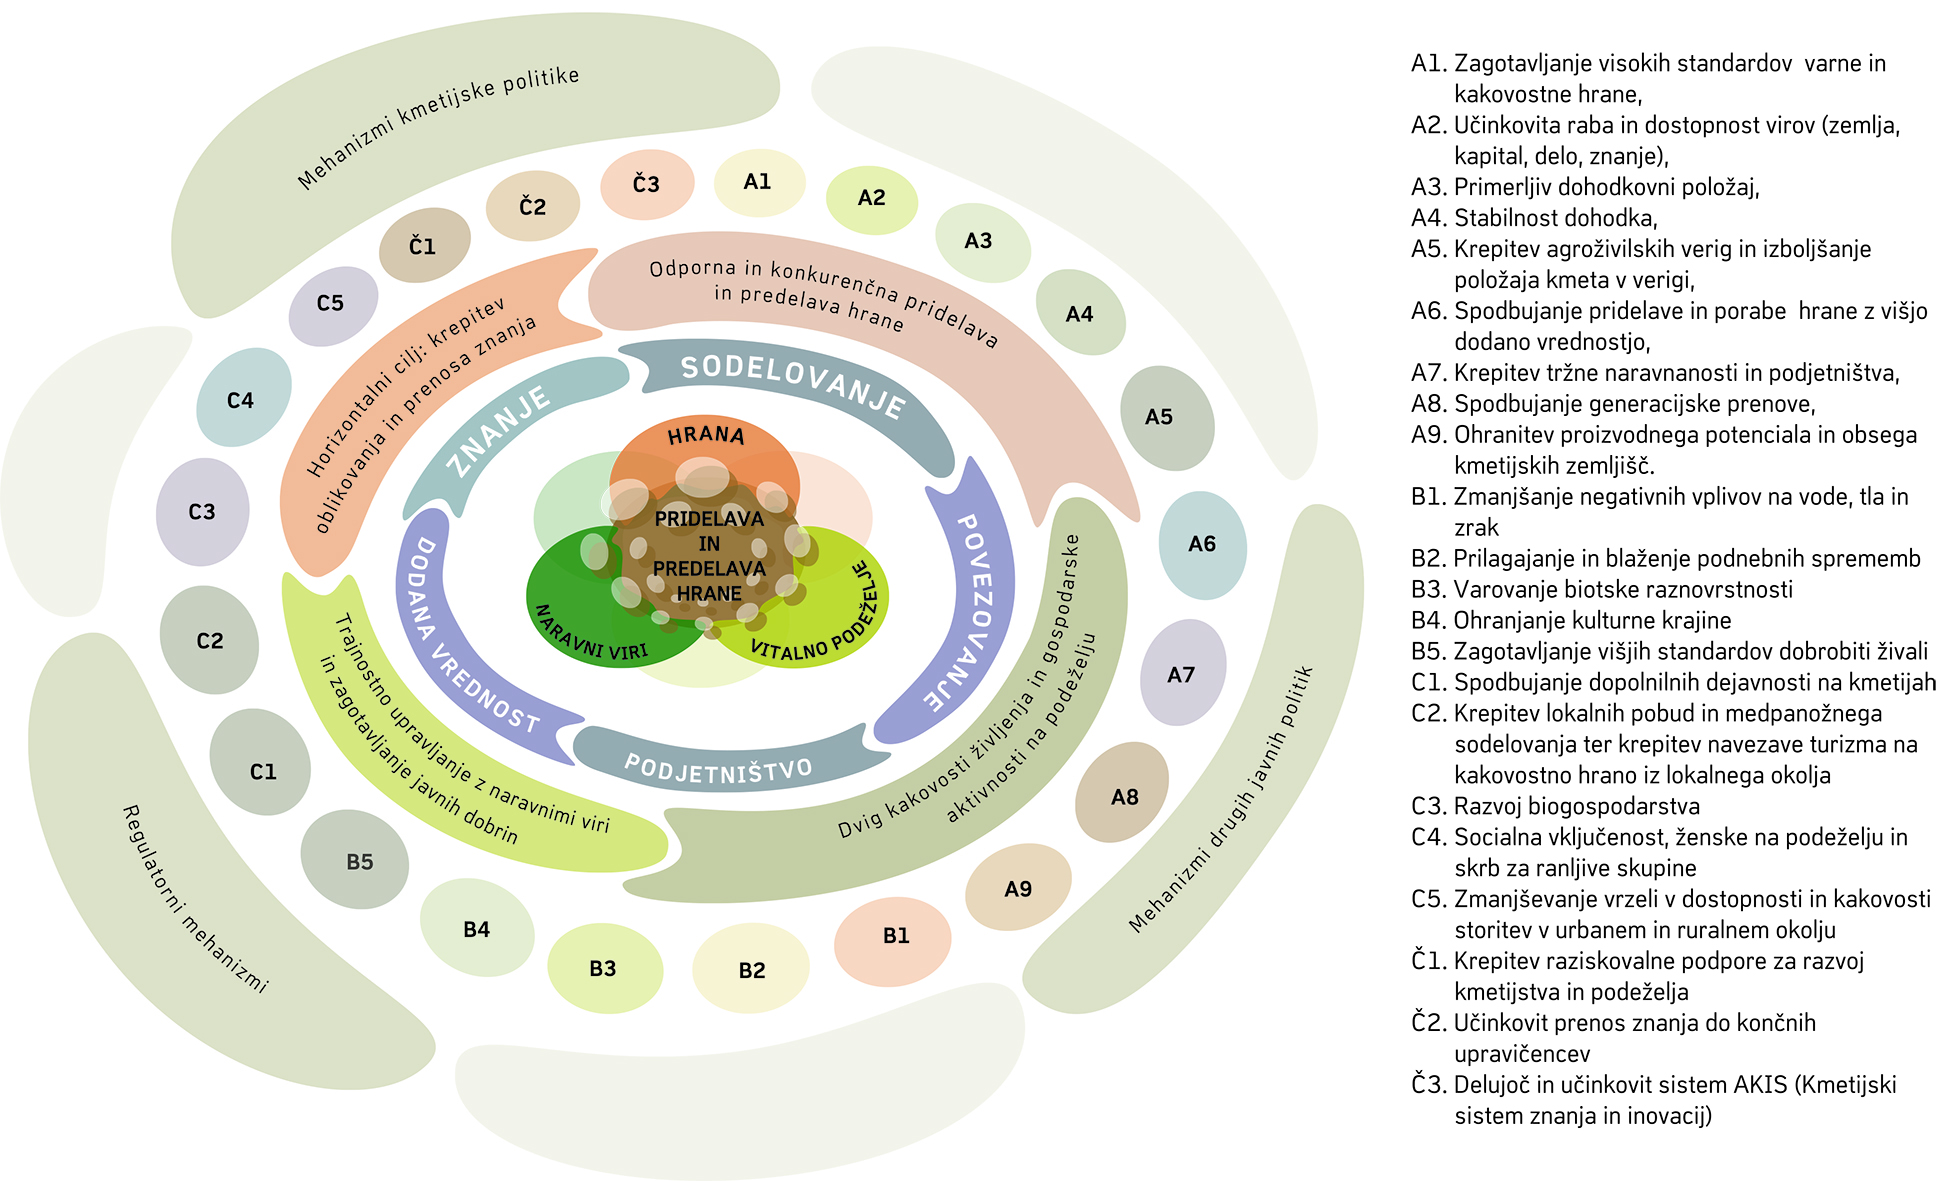 Mehanizmi kmetijske politike
Č3
A1
A2
Č2
A3
Č1
A4
C5
C4
A5
C3
A6
C2
A7
C1
A8
B5
A9
B4
B1
B3
B2
Odporna in konkurenčna pridelava
in predelava hrane
Horizontalni cilj: krepitev
oblikovanja in prenosa znanja
Dvig kakovosti življenja in gospodarske
aktivnosti na podeželju
Trajnostno upravljanje z naravnimi viri
in zagotavljanje javnih dobrin
ZNANJE
SODELOVANJE
POVEZOVANJE
PODJETNIŠTVO
DODANA VREDNOST
HRANA
PRIDELAVA
IN
PREDELAVA
HRANE
NARAVNI VIRI
VITALNO PODEŽELJE
Mehanizmi drugih javnih politik
Regulatorni mehanizmi
A1. Zagotavljanje visokih standardov  varne in
kakovostne hrane,
A2. Učinkovita raba in dostopnost virov (zemlja,
kapital, delo, znanje),
A3. Primerljiv dohodkovni položaj,
A4. Stabilnost dohodka,
A5. Krepitev agroživilskih verig in izboljšanje
položaja kmeta v verigi,
A6. Spodbujanje pridelave in porabe  hrane z višjo
dodano vrednostjo,
A7. Krepitev tržne naravnanosti in podjetništva,
A8. Spodbujanje generacijske prenove,
A9. Ohranitev proizvodnega potenciala in obsega
kmetijskih zemljišč.
B1. Zmanjšanje negativnih vplivov na vode, tla in
zrak
B2. Prilagajanje in blaženje podnebnih sprememb
B3. Varovanje biotske raznovrstnosti
B4. Ohranjanje kulturne krajine
B5. Zagotavljanje višjih standardov dobrobiti živali
C1. Spodbujanje dopolnilnih dejavnosti na kmetijah
C2. Krepitev lokalnih pobud in medpanožnega
sodelovanja ter krepitev navezave turizma na
kakovostno hrano iz lokalnega okolja
C3. Razvoj biogospodarstva
C4. Socialna vključenost, ženske na podeželju in
skrb za ranljive skupine
C5. Zmanjševanje vrzeli v dostopnosti in kakovosti
storitev v urbanem in ruralnem okolju
Č1. Krepitev raziskovalne podpore za razvoj
kmetijstva in podeželja
Č2. Učinkovit prenos znanja do končnih
upravičencev
Č3. Delujoč in učinkovit sistem AKIS (Kmetijski
sistem znanja in inovacij)